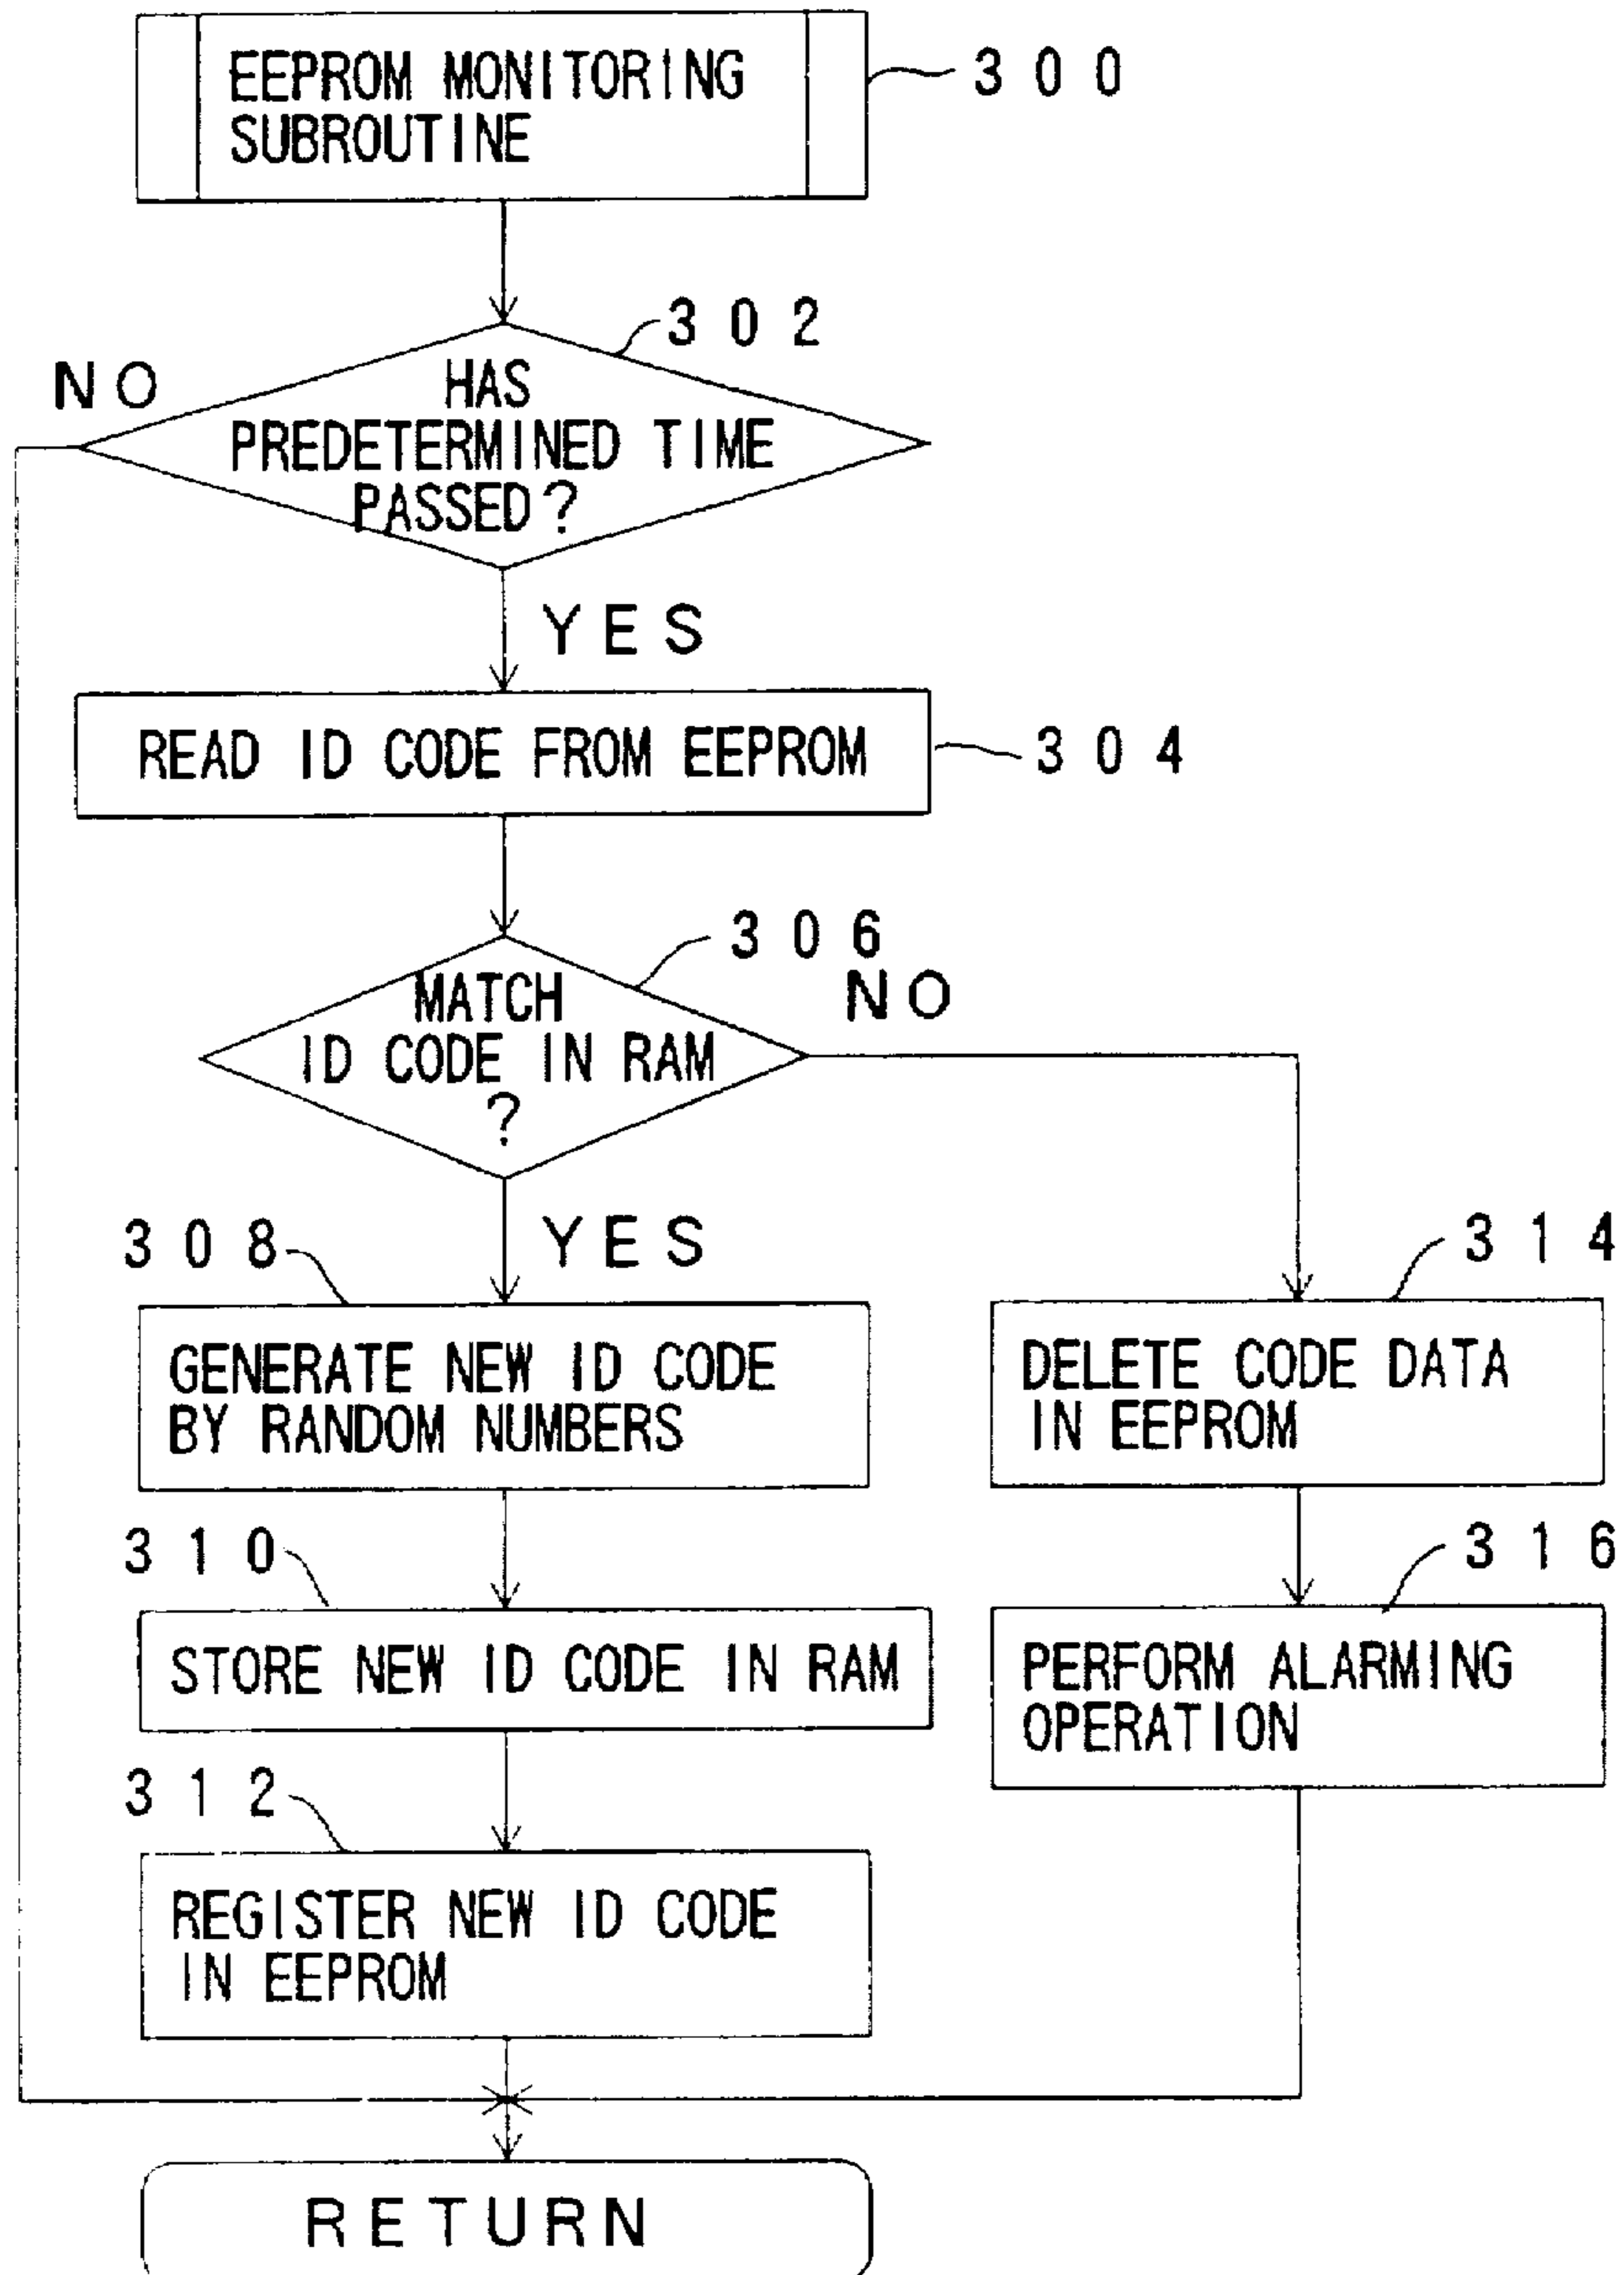 EEPROM MONITORING
SUBROUTINE
300
302
NO
HAS
PREDETERMINED TIME
PASSED?
YES
READ ID CODE FROM EEPROM
304
306
MATCH
ID CODE IN RAM
?
NO
YES
308
314
GENERATE NEW ID CODE
BY RANDOM NUMBERS
DELETE CODE DATA
IN EEPROM
310
316
STORE NEW ID CODE IN RAM
PERFORM ALARMING
OPERATION
312
REGISTER NEW ID CODE
IN EEPROM
RETURN